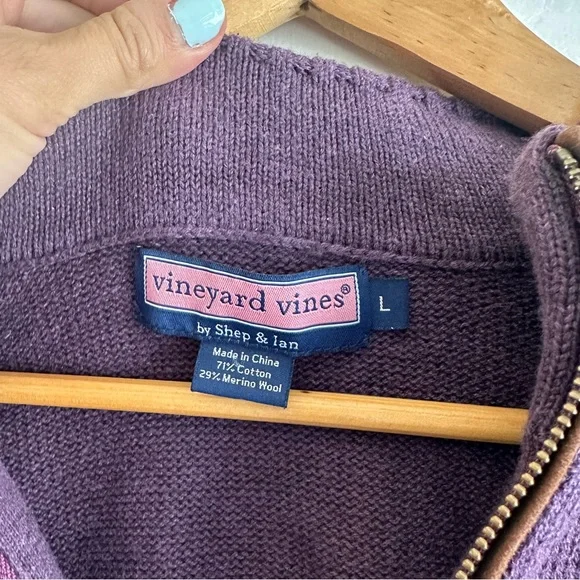 vineyard vines®
L
by Shep & Ian
Made in China
71% Cotton
29% Merino Wool